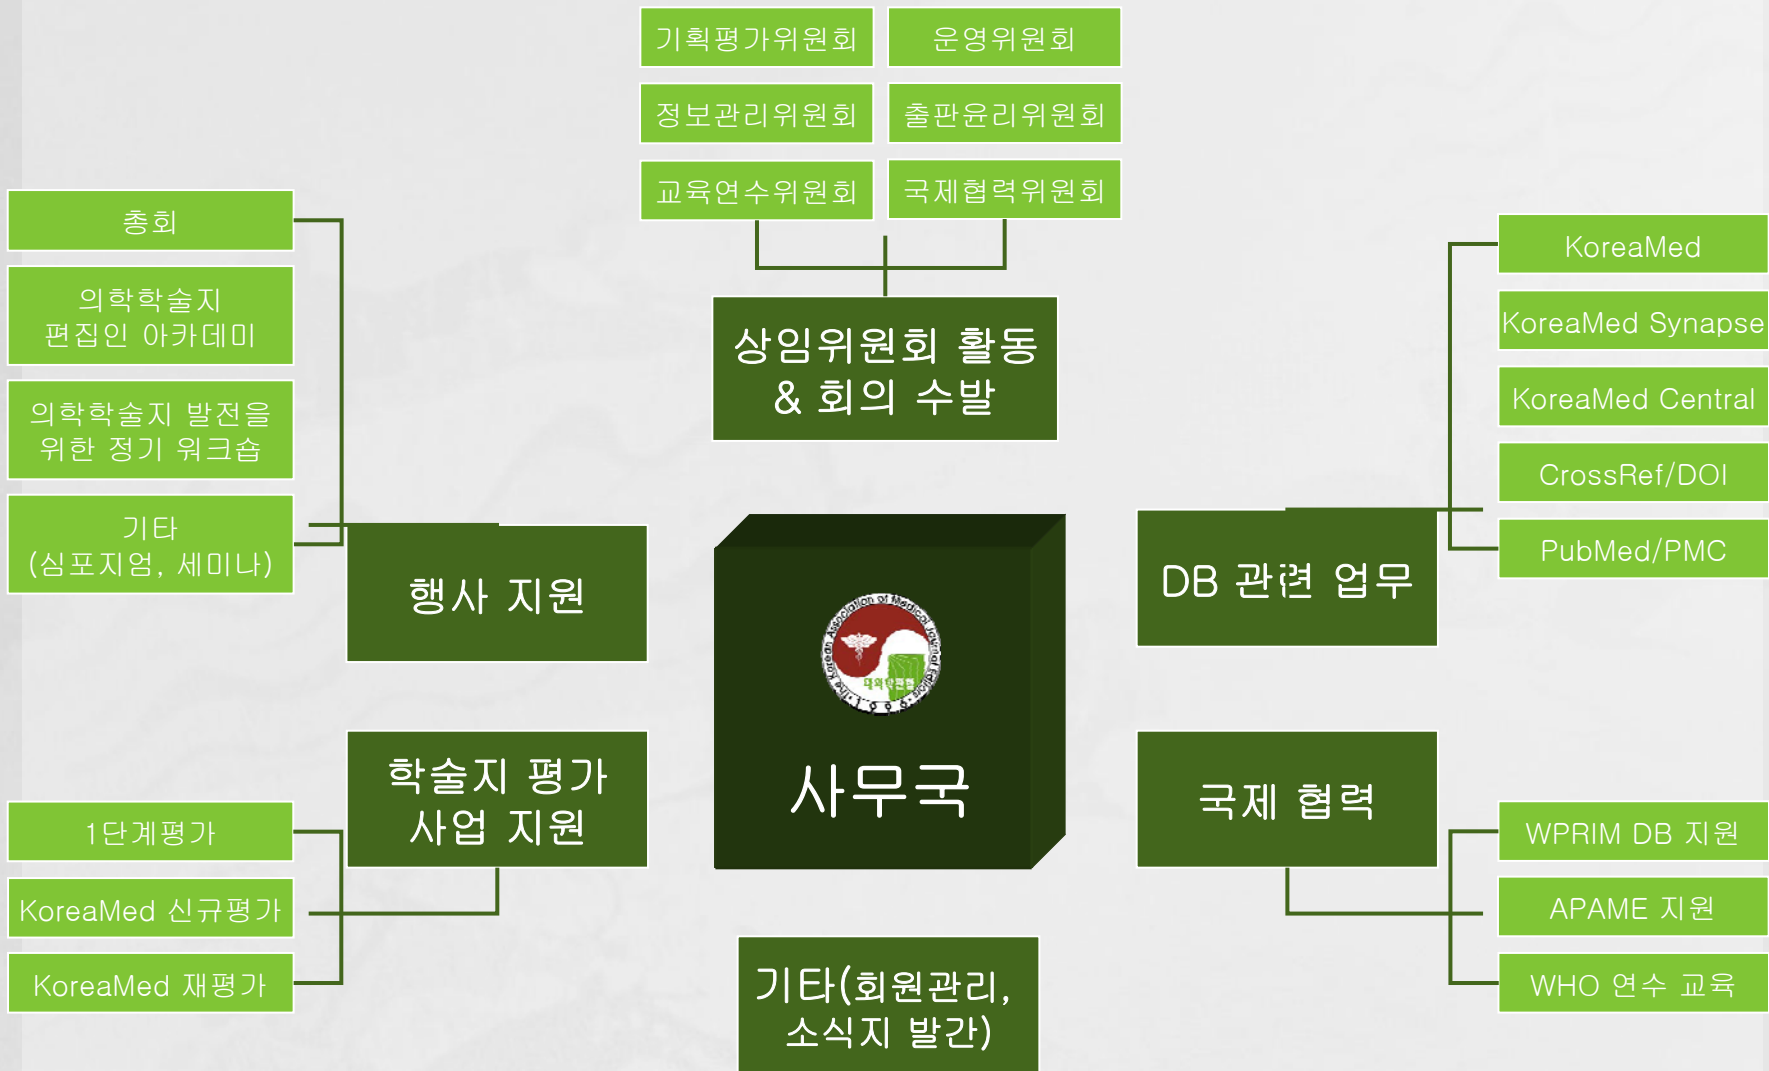 기획평가위원회
운영위원회
정보관리위원회
출판윤리위원회
교육연수위원회
국제협력위원회
상임위원회 활동
& 회의 수발
총회
의학학술지
편집인 아카데미
의학학술지 발전을
위한 정기 워크숍
기타
(심포지엄, 세미나)
행사 지원
KoreaMed
KoreaMed Synapse
KoreaMed Central
CrossRef/DOI
PubMed/PMC
DB 관련 업무
The Korean Association of Medical Journal Editors
1996
사무국
학술지 평가
사업 지원
1단계평가
KoreaMed 신규평가
KoreaMed 재평가
국제 협력
WPRIM DB 지원
APAME 지원
WHO 연수 교육
기타(회원관리,
소식지 발간)